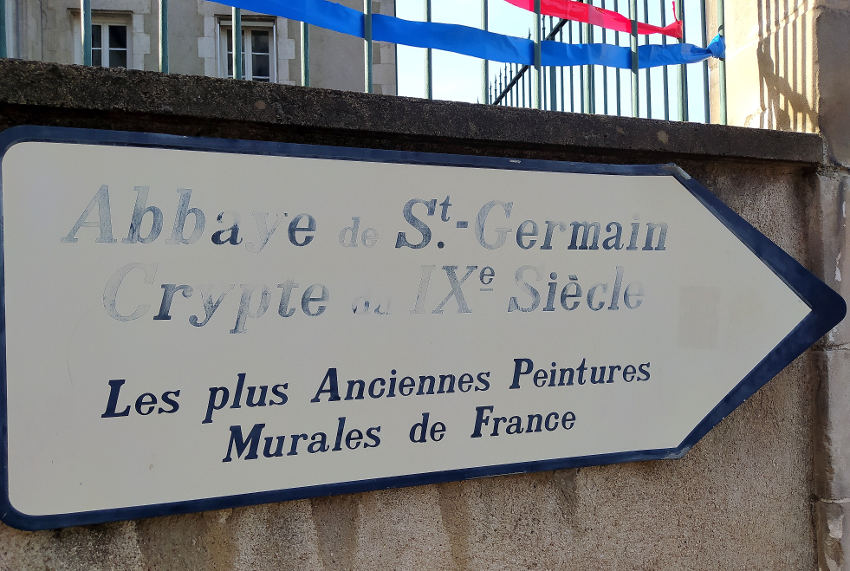 Abbaye de St.-Germain
Crypte du IXe Siècle
Les plus Anciennes Peintures
Murales de France